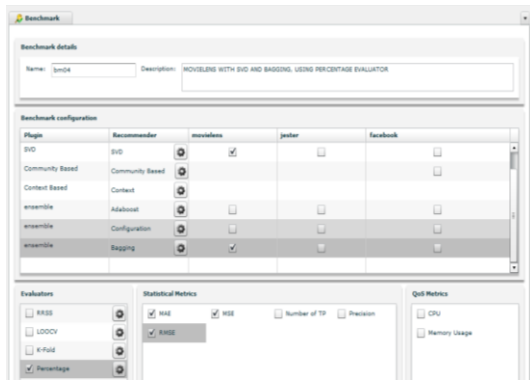 Benchmark
Benchmark details
Name: bm04 Description: MOVIELENS WITH SVD AND BAGGING, USING PERCENTAGE EVALUATOR
Benchmark configuration
Plugin Recommender movielens jester facebook
SVD SVD
Community Based Community Based
Context Based Context
ensemble Adaboost
ensemble Configuration
ensemble Bagging
Evaluators Statistical Metrics QoS Metrics
RRSS MAE MSE Number of TP Precision CPU
LOOCV RMSE Memory Usage
K-Fold
Percentage